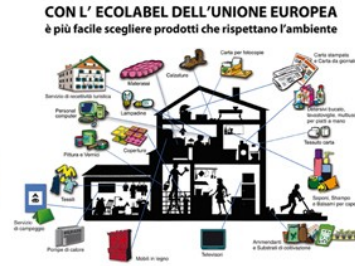 CON L' ECOLABEL DELL'UNIONE EUROPEA
è più facile scegliere prodotti che rispettano l'ambiente
Materassi
Calzature
Carta per fotocopie
Carta stampata
e Carta da giornale
Servizio di ricettività turistica
Personal
computer
Lampadine
Detersivi bucato,
lavastoviglie, multiuso
per piatti a mano
Tessuto carta
Pitture e Vernici
Coperture
Tessili
Saponi, Shampo
e Balsami per capelli
Servizio
di campeggio
Pompe di calore
Mobili in legno
Televisori
Ammendanti
e Substrati di coltivazione